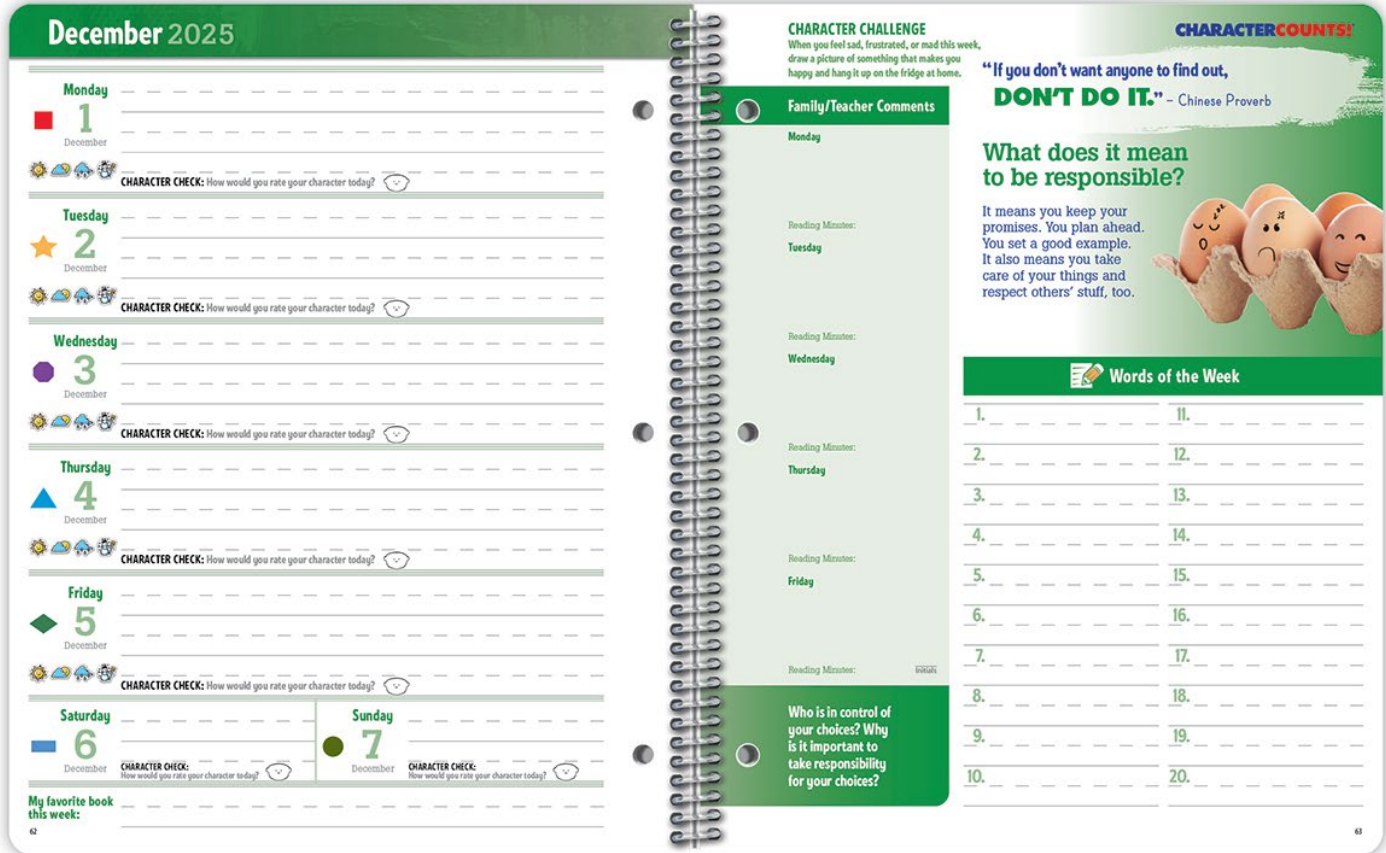 December 2025
Monday
1
December
CHARACTER CHECK: How would you rate your character today?
Tuesday
2
December
CHARACTER CHECK: How would you rate your character today?
Wednesday
3
December
CHARACTER CHECK: How would you rate your character today?
Thursday
4
December
CHARACTER CHECK: How would you rate your character today?
Friday
5
December
CHARACTER CHECK: How would you rate your character today?
Saturday
6
December
CHARACTER CHECK:
How would you rate your character today?
Sunday
7
December
CHARACTER CHECK:
How would you rate your character today?
My favorite book
this week:
62
CHARACTER CHALLENGE
When you feel sad, frustrated, or mad this week,
draw a picture of something that makes you
happy and hang it up on the fridge at home.
Family/Teacher Comments
Monday
Reading Minutes:
Tuesday
Reading Minutes:
Wednesday
Reading Minutes:
Thursday
Reading Minutes:
Friday
Reading Minutes:
Initials
Who is in control of
your choices? Why
is it important to
take responsibility
for your choices?
CHARACTERCOUNTS!
“If you don’t want anyone to find out,
DON’T DO IT.” – Chinese Proverb
What does it mean
to be responsible?
It means you keep your
promises. You plan ahead.
You set a good example.
It also means you take
care of your things and
respect others’ stuff, too.
Words of the Week
1.
2.
3.
4.
5.
6.
7.
8.
9.
10.
11.
12.
13.
14.
15.
16.
17.
18.
19.
20.
63